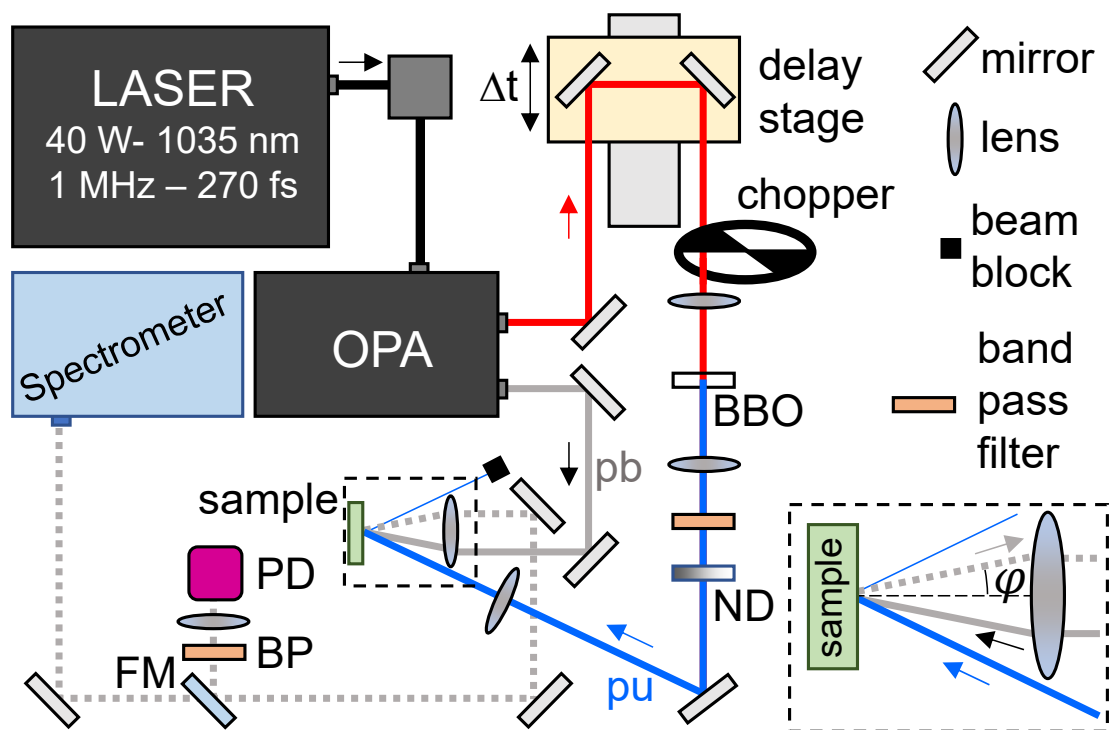 LASER
40 W- 1035 nm
1 MHz – 270 fs
Δt
delay
stage
mirror
lens
chopper
beam
block
Spectrometer
OPA
band
pass
filter
BBO
pb
sample
PD
ND
BP
FM
pu
sample
φ